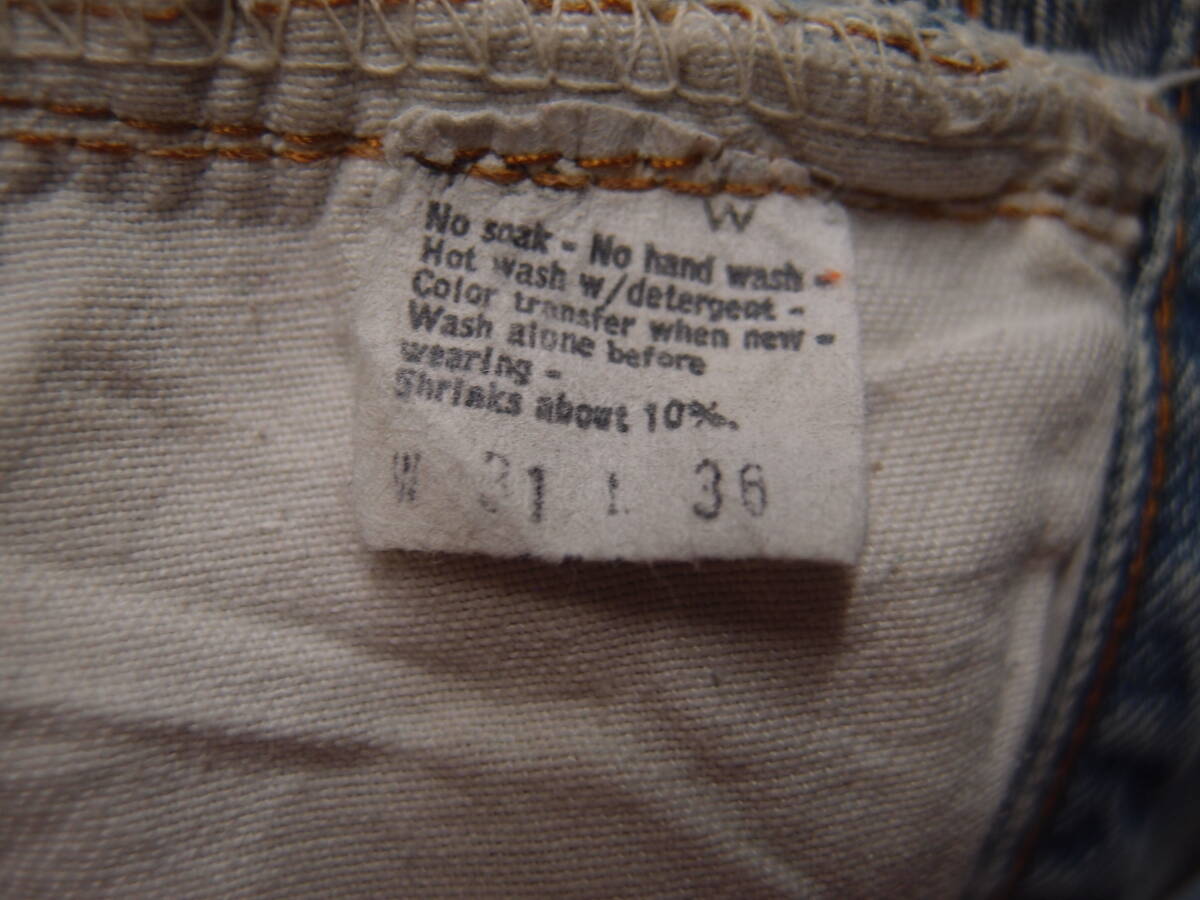 W
No soak - No hand wash -
Hot wash w/detergent -
Color transfer when new -
Wash alone before
wearing -
Shrinks about 10%.
W 31 L 36